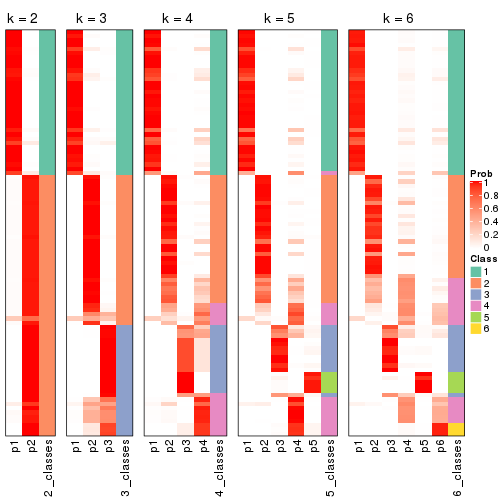 k = 2
k = 3
k = 4
k = 5
k = 6
Prob
1
0.8
0.6
0.4
0.2
0
Class
1
2
3
4
5
6
p1
p2
2_classes
p1
p2
p3
3_classes
p1
p2
p3
p4
4_classes
p1
p2
p3
p4
p5
5_classes
p1
p2
p3
p4
p5
p6
6_classes